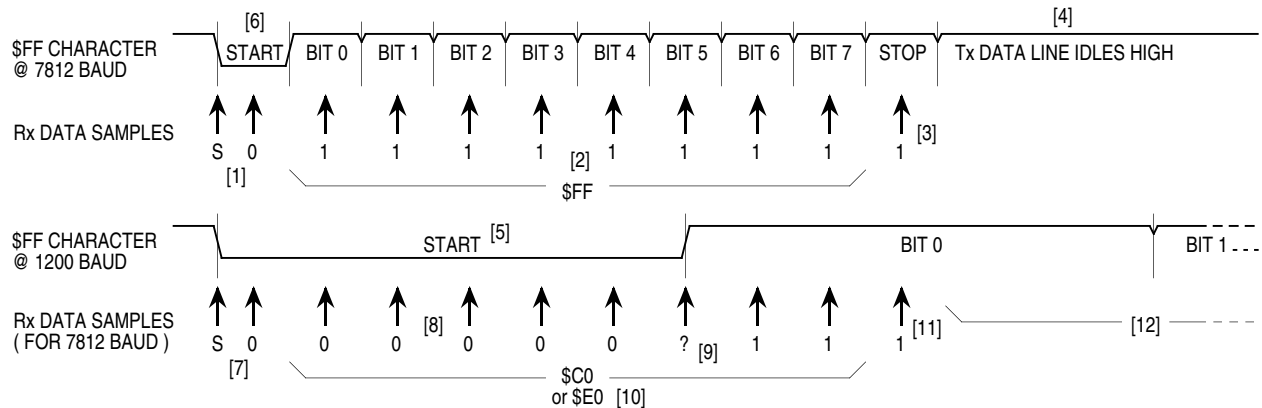 [6] [4]
$FF CHARACTER
@ 7812 BAUD
START BIT 0 BIT 1 BIT 2 BIT 3 BIT 4 BIT 5 BIT 6 BIT 7 STOP Tx DATA LINE IDLES HIGH
Rx DATA SAMPLES
[3]
S 0 1 1 1 1 1 1 1 1 1
[1] [2]
$FF
$FF CHARACTER
@ 1200 BAUD
START [5] BIT 0 BIT 1
Rx DATA SAMPLES
( FOR 7812 BAUD )
[8] [11] [12]
S 0 0 0 0 0 0 ? 1 1 1
[7] [9]
$C0
or $E0 [10]